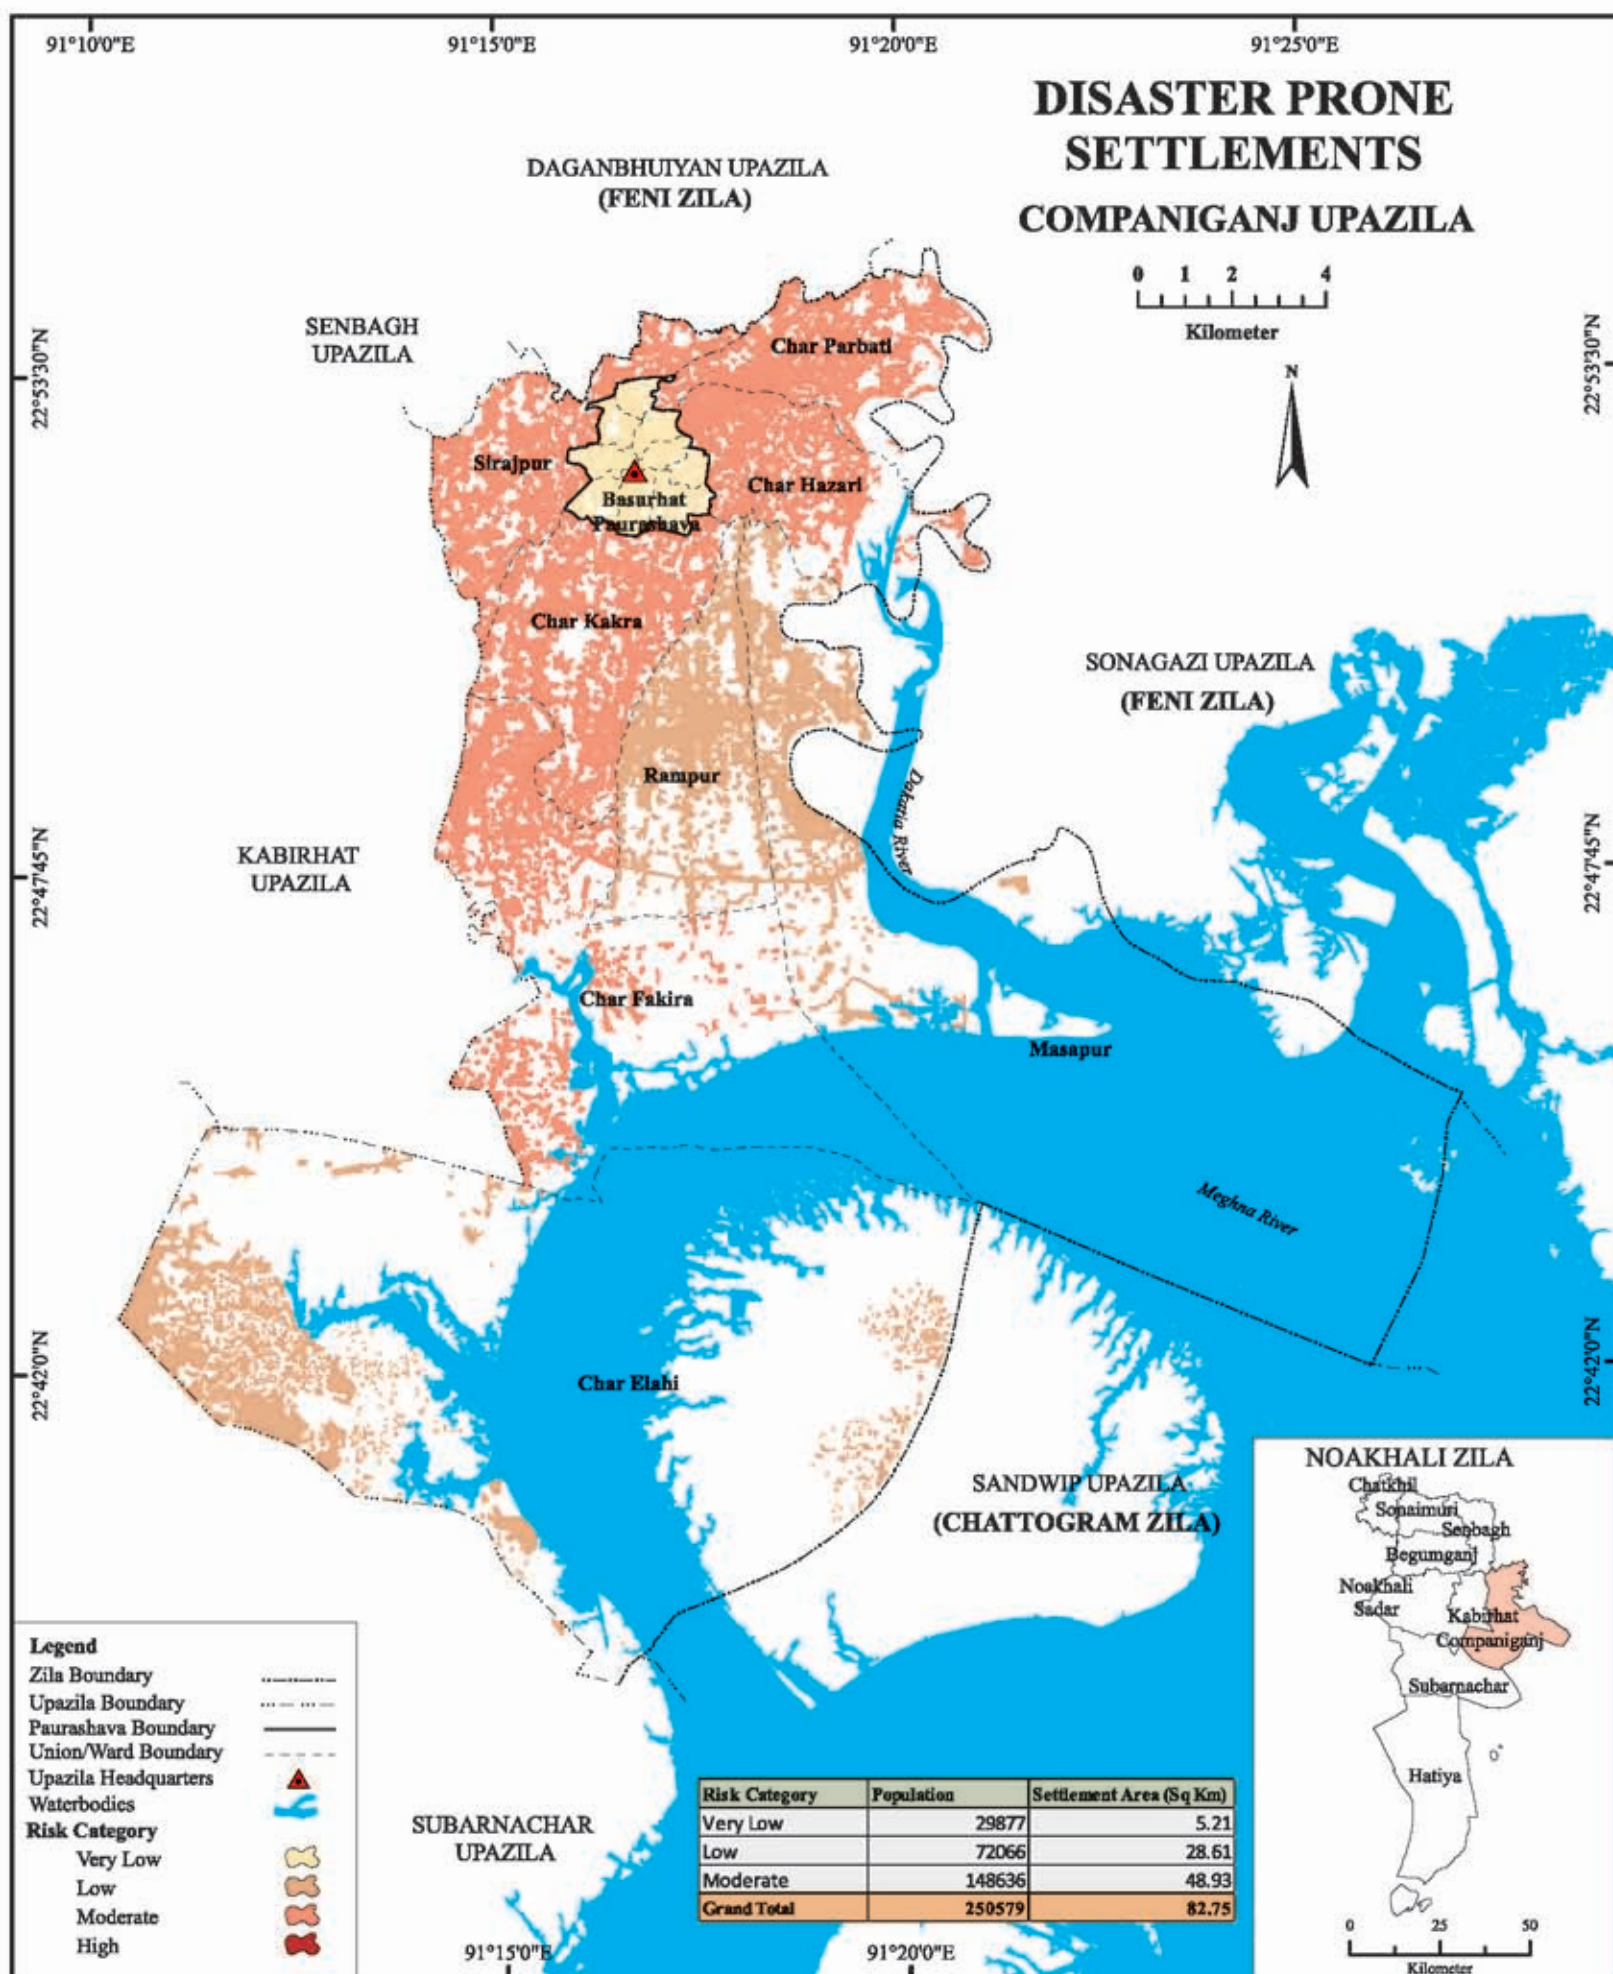 91°10'0"E 91°15'0"E 91°20'0"E 91°25'0"E
DISASTER PRONE
SETTLEMENTS
COMPANIGANJ UPAZILA
0 1 2 4
Kilometer
N
DAGANBHUIYAN UPAZILA
(FENI ZILA)
SENBAGH
UPAZILA
22°53'30"N
22°53'30"N
Char Parbati
Sirajpur
Char Hazari
Basurhat
Paurashava
Char Kakra
SONAGAZI UPAZILA
(FENI ZILA)
Rampur
Dakatia River
KABIRHAT
UPAZILA
22°47'45"N
22°47'45"N
Char Fakira
Masapur
Meghna River
22°42'0"N
22°42'0"N
Char Elahi
SANDWIP UPAZILA
(CHATTOGRAM ZILA)
NOAKHALI ZILA
Chatkhil
Sonaimuri
Senbagh
Begumganj
Noakhali
Sadar
Kabirhat
Companiganj
Subarnachar
Hatiya
0 25 50
Kilometer
Legend
Zila Boundary
Upazila Boundary
Paurashava Boundary
Union/Ward Boundary
Upazila Headquarters
Waterbodies
Risk Category
Very Low
Low
Moderate
High
SUBARNACHAR
UPAZILA
Risk Category Population Settlement Area (Sq Km)
Very Low 29877 5.21
Low 72066 28.61
Moderate 148636 48.93
Grand Total 250579 82.75
91°15'0"E 91°20'0"E